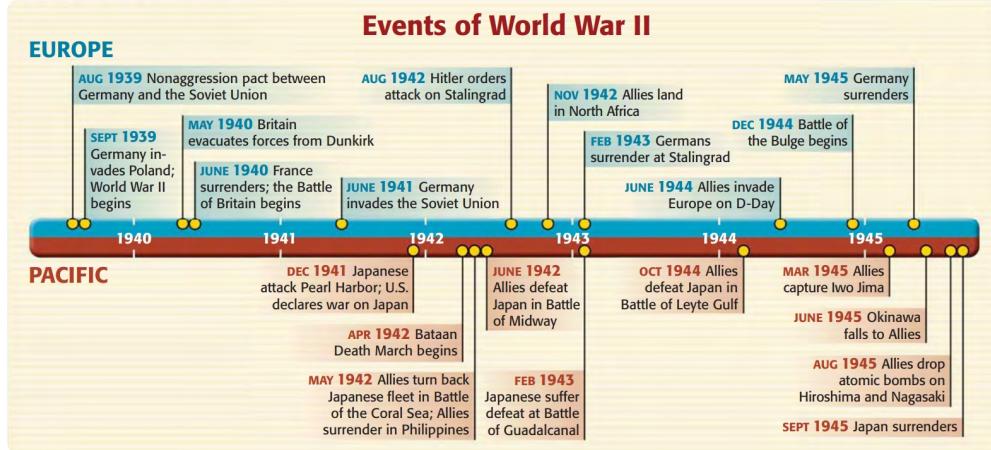 Events of World War II
EUROPE
AUG 1939 Nonaggression pact between
Germany and the Soviet Union
SEPT 1939
Germany in-
vades Poland;
World War II
begins
MAY 1940 Britain
evacuates forces from Dunkirk
JUNE 1940 France
surrenders; the Battle
of Britain begins
JUNE 1941 Germany
invades the Soviet Union
AUG 1942 Hitler orders
attack on Stalingrad
NOV 1942 Allies land
in North Africa
FEB 1943 Germans
surrender at Stalingrad
JUNE 1944 Allies invade
Europe on D-Day
DEC 1944 Battle of
the Bulge begins
MAY 1945 Germany
surrenders
1940 1941 1942 1943 1944 1945
PACIFIC
DEC 1941 Japanese
attack Pearl Harbor; U.S.
declares war on Japan
APR 1942 Bataan
Death March begins
MAY 1942 Allies turn back
Japanese fleet in Battle
of the Coral Sea; Allies
surrender in Philippines
JUNE 1942
Allies defeat
Japan in Battle
of Midway
FEB 1943
Japanese suffer
defeat at Battle
of Guadalcanal
OCT 1944 Allies
defeat Japan in
Battle of Leyte Gulf
MAR 1945 Allies
capture Iwo Jima
JUNE 1945 Okinawa
falls to Allies
AUG 1945 Allies drop
atomic bombs on
Hiroshima and Nagasaki
SEPT 1945 Japan surrenders